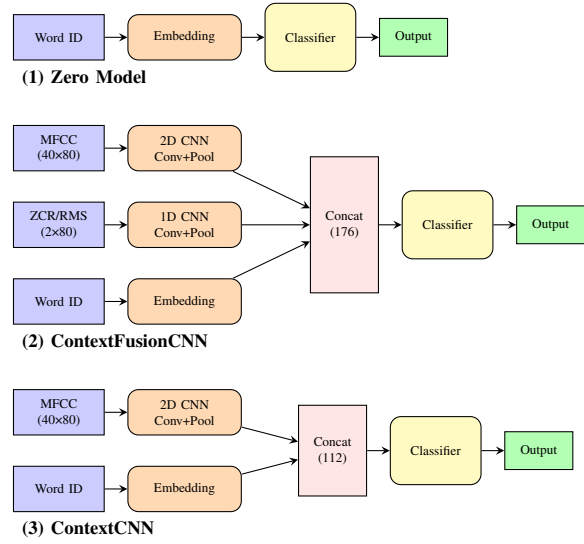 Word ID
Embedding
Classifier
Output
(1) Zero Model
MFCC
(40×80)
2D CNN
Conv+Pool
ZCR/RMS
(2×80)
1D CNN
Conv+Pool
Word ID
Embedding
Concat
(176)
Classifier
Output
(2) ContextFusionCNN
MFCC
(40×80)
2D CNN
Conv+Pool
Word ID
Embedding
Concat
(112)
Classifier
Output
(3) ContextCNN